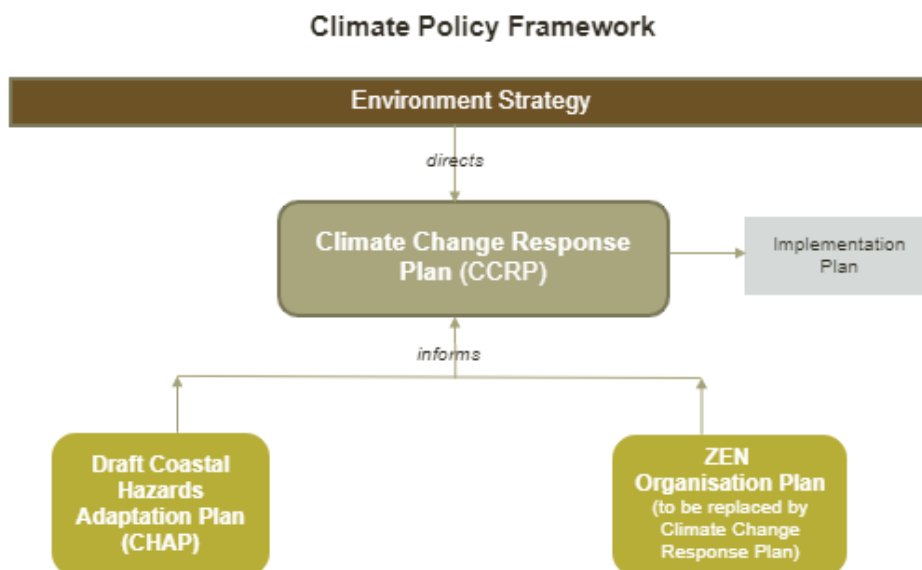 Climate Policy Framework
Environment Strategy
directs
Climate Change Response
Plan (CCRP)
Implementation
Plan
informs
Draft Coastal
Hazards
Adaptation Plan
(CHAP)
ZEN
Organisation Plan
(to be replaced by
Climate Change
Response Plan)